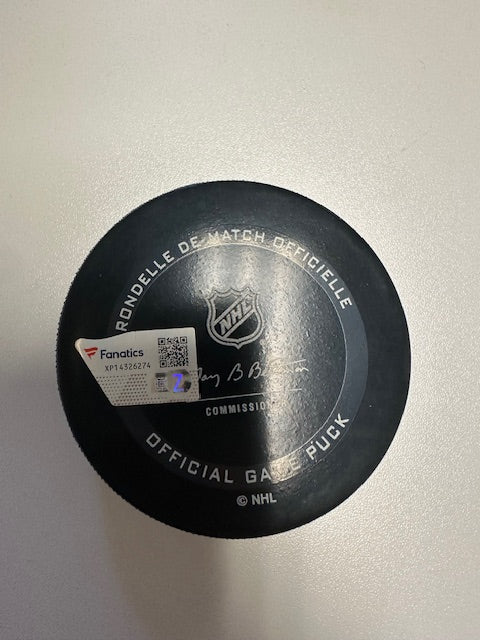 RONDELLE DE MATCH OFFICIELLE
NHL
Fanatics
XP14326274
COMMISSIO
OFFICIAL GAME PUCK
© NHL